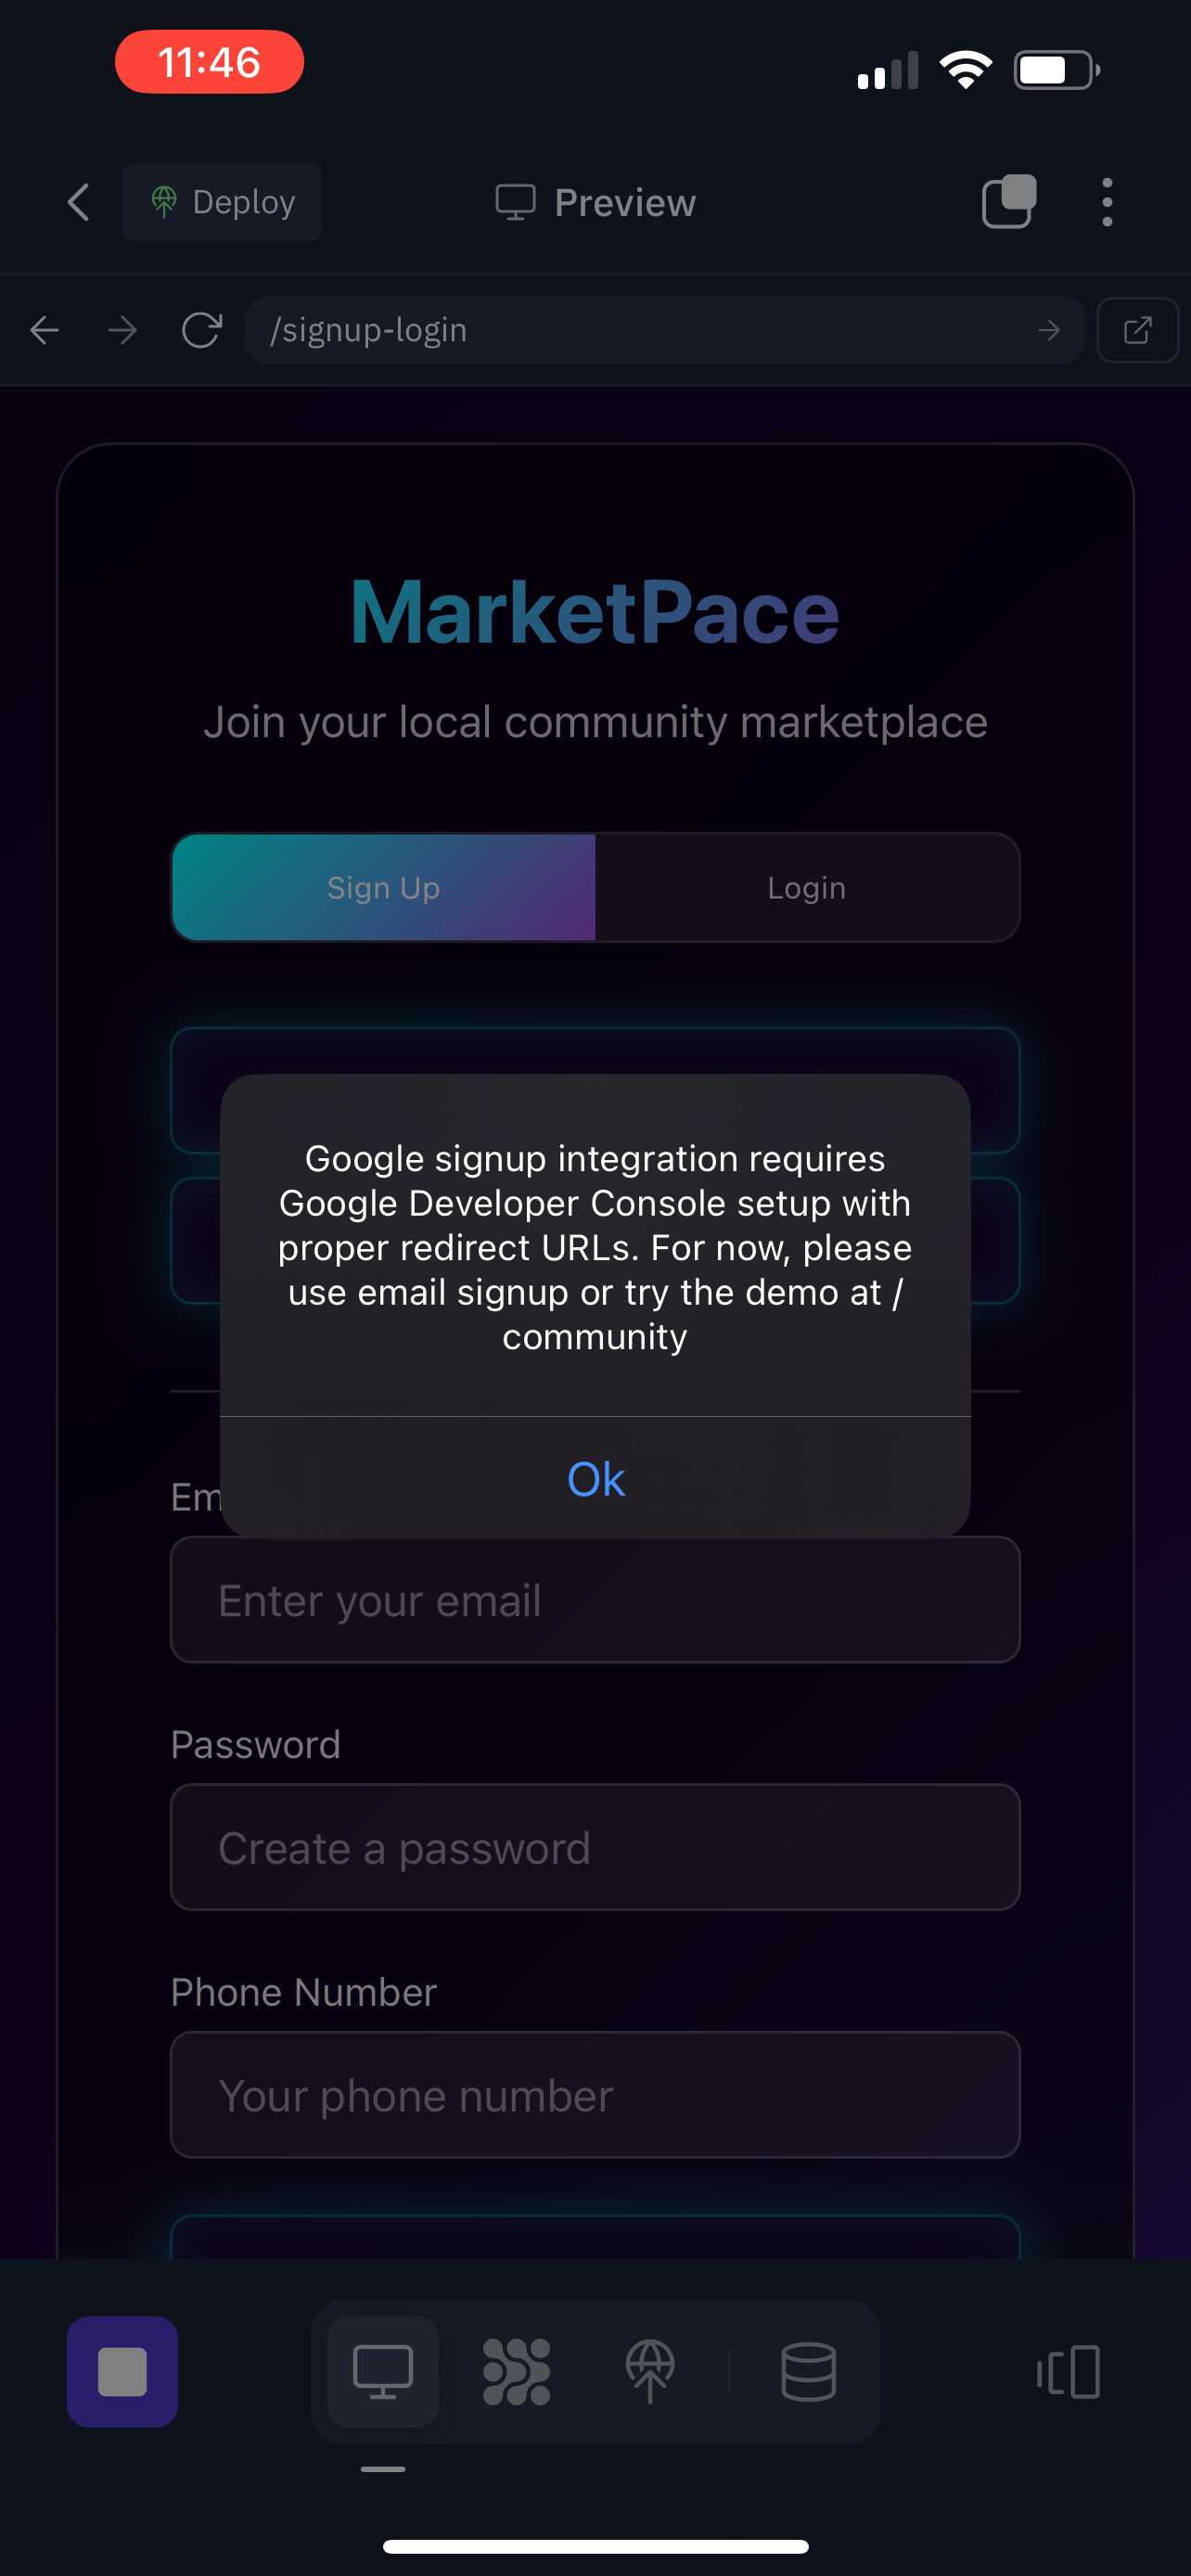 11:46
Deploy
Preview
/signup-login
MarketPace
Join your local community marketplace
Sign Up
Login
Google signup integration requires
Google Developer Console setup with
proper redirect URLs. For now, please
use email signup or try the demo at /
community
Ok
Em
Enter your email
Password
Create a password
Phone Number
Your phone number